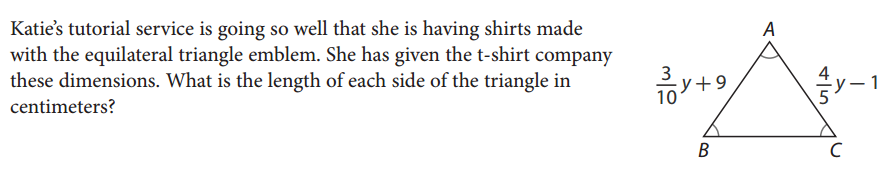 Katie's tutorial service is going so well that she is having shirts made
with the equilateral triangle emblem. She has given the t-shirt company
these dimensions. What is the length of each side of the triangle in
centimeters?
A
3/10 y + 9
4/5 y − 1
B
C